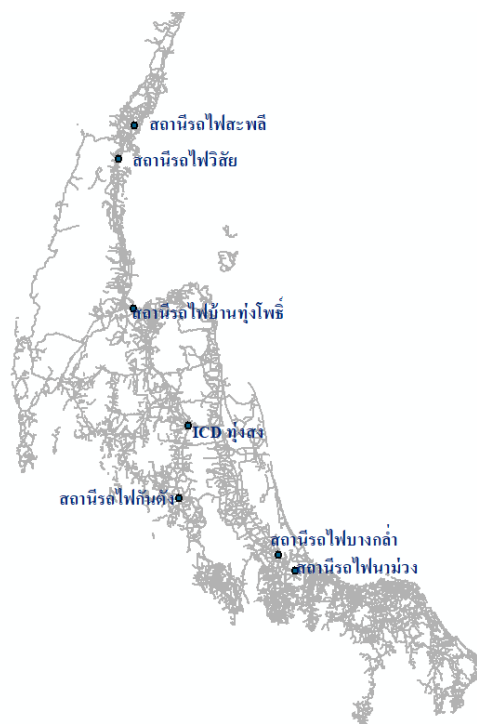 สถานีรถไฟสะพลี
สถานีรถไฟวิสัย
สถานีรถไฟบ้านทุ่งโพธิ์
ICD ทุ่งสง
สถานีรถไฟกันตัง
สถานีรถไฟบางกล่ำ
สถานีรถไฟนาม่วง